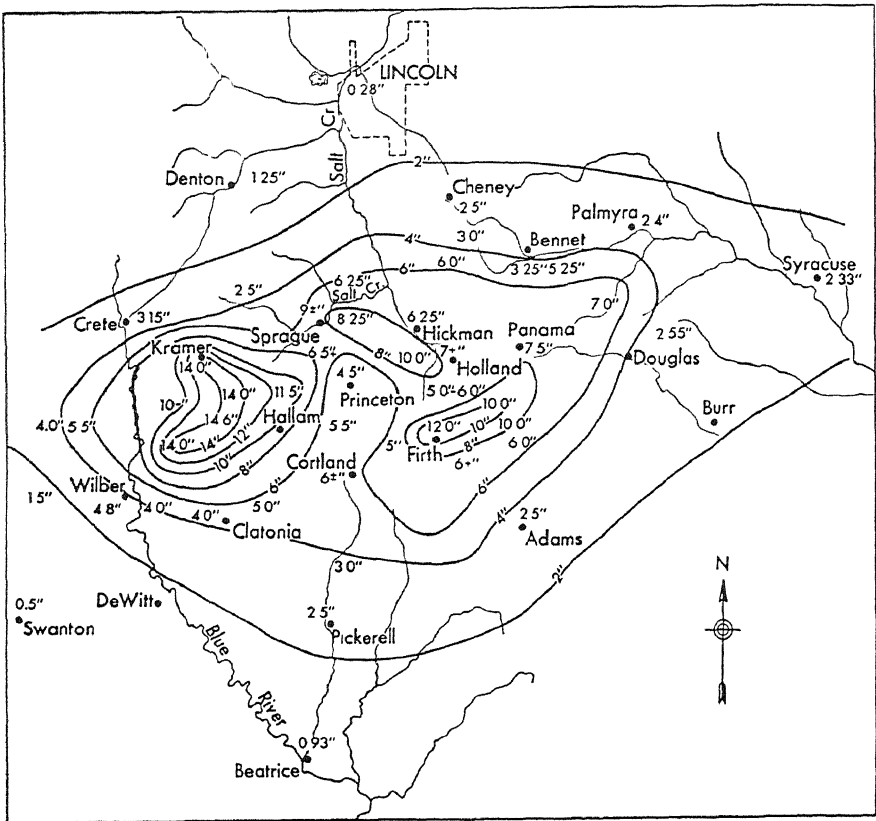 LINCOLN
0 28"
Salt Cr.
2"
Denton
1 25"
Cheney
2 5"
Palmyra
2 4"
3 0"
Bennet
3 25" 5 25"
4"
6"
6 0"
Syracuse
2 33"
6 25"
2 5"
Salt Cr.
7 0"
Crete
3 15"
9±"
Sprague
8 25"
6 25"
Hickman
Panama
7 5"
2 55"
Kramer
14 0"
6 5"
8"
10 0"
7+"
Holland
Douglas
4 5"
Princeton
5 0"-6 0"
10-"
14 0"
11 5"
10 0"
14 6"
Hallam
12 0"
10"
10 0"
Burr
4.0"
5 5"
14 0"
14"
12"
5 5"
5"
Firth
8"
6 0"
10"
8"
Cortland
6±"
6+"
6"
6"
Wilber
4 8"
4 0"
5 0"
1 5"
4 0"
Clatonia
4"
2 5"
Adams
3 0"
2"
N
0.5"
Swanton
DeWitt
2 5"
Pickerell
Blue River
0 93"
Beatrice